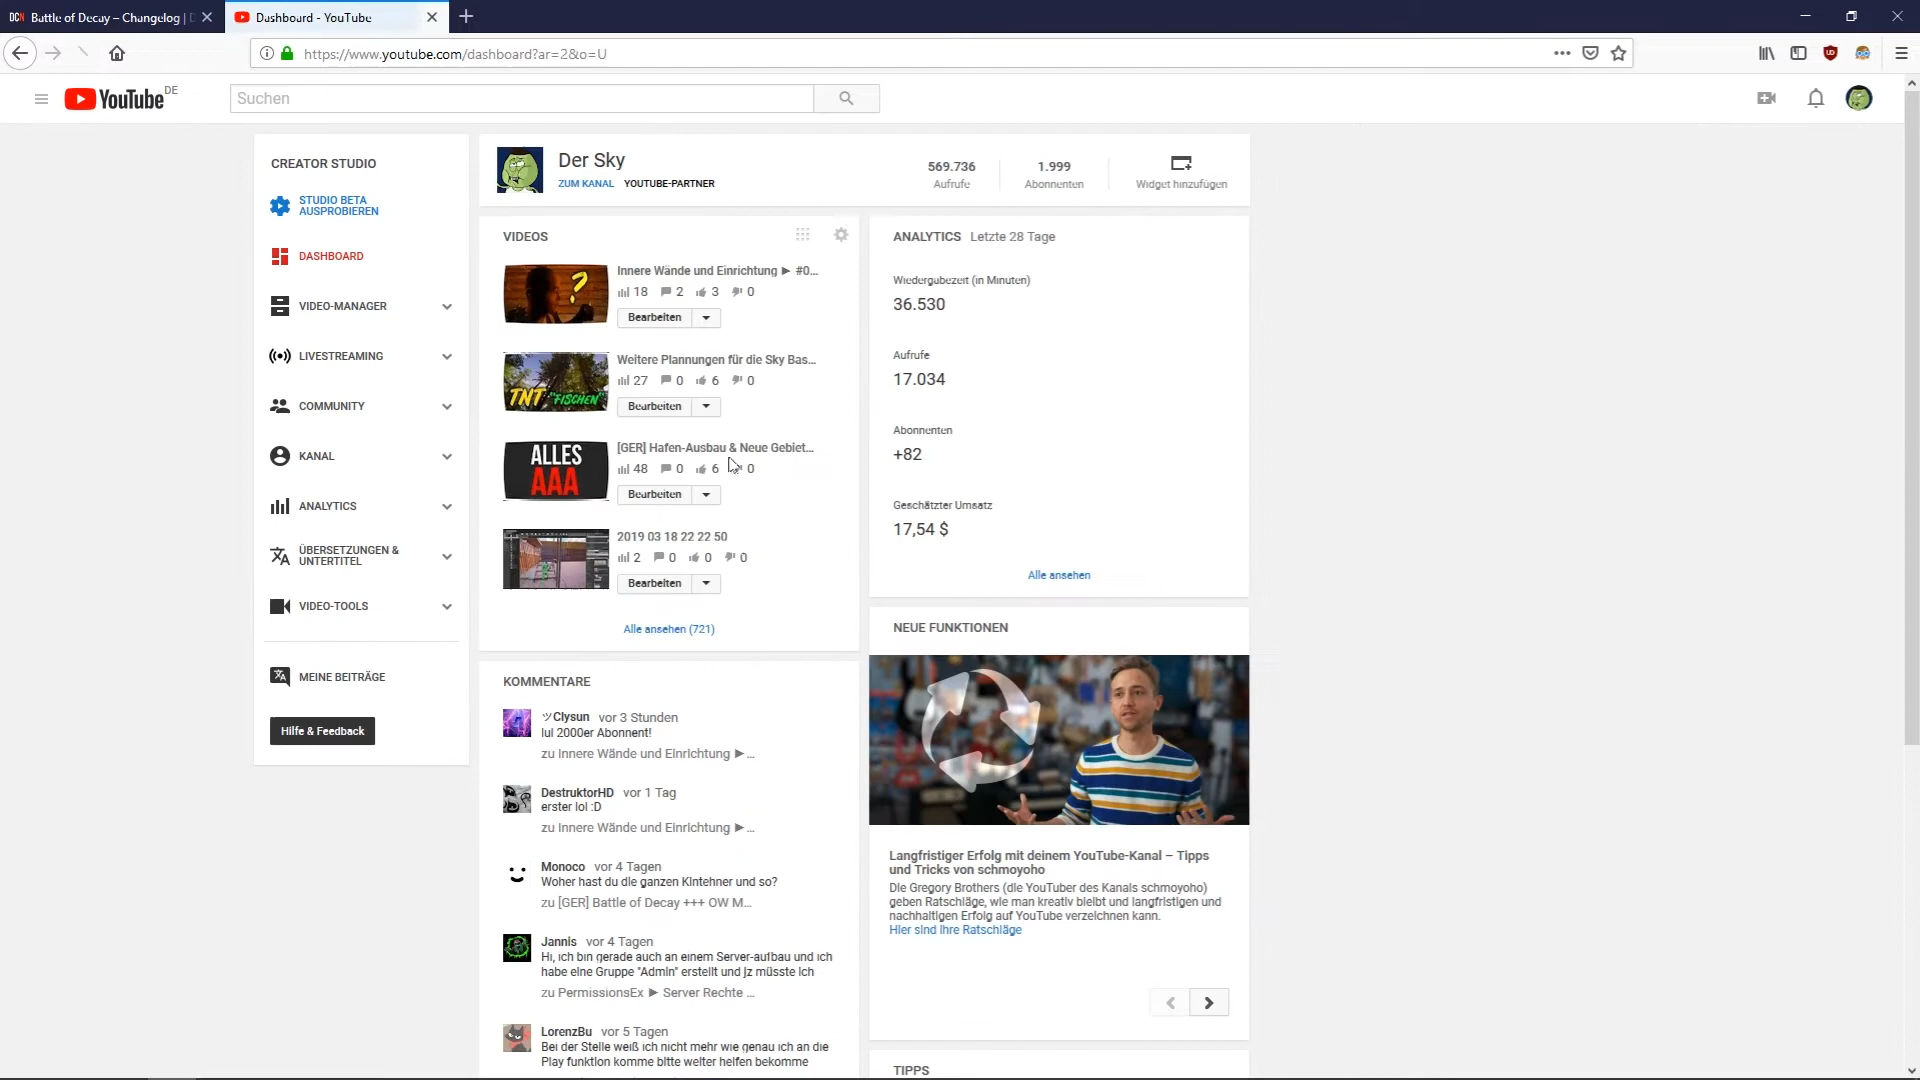 DCN Battle of Decay – Changelog |
Dashboard - YouTube
https://www.youtube.com/dashboard?ar=2&o=U
YouTube DE
Suchen
CREATOR STUDIO
STUDIO BETA
AUSPROBIEREN
DASHBOARD
VIDEO-MANAGER
LIVESTREAMING
COMMUNITY
KANAL
ANALYTICS
ÜBERSETZUNGEN &
UNTERTITEL
VIDEO-TOOLS
MEINE BEITRÄGE
Hilfe & Feedback
Der Sky
ZUM KANAL YOUTUBE-PARTNER
569.736
Aufrufe
1.999
Abonnenten
Widget hinzufügen
VIDEOS
Innere Wände und Einrichtung ► #0...
18 2 3 0
Bearbeiten
?
Weitere Plannungen für die Sky Bas...
27 0 6 0
Bearbeiten
TNT "FISCHEN"
[GER] Hafen-Ausbau & Neue Gebiet...
48 0 6 0
Bearbeiten
ALLES
AAA
2019 03 18 22 22 50
2 0 0 0
Bearbeiten
Alle ansehen (721)
KOMMENTARE
ツClysun vor 3 Stunden
lul 2000er Abonnent!
zu Innere Wände und Einrichtung ►...
DestruktorHD vor 1 Tag
erster lol :D
zu Innere Wände und Einrichtung ►...
Monoco vor 4 Tagen
Woher hast du die ganzen Kintehner und so?
zu [GER] Battle of Decay +++ OW M...
Jannis vor 4 Tagen
Hi, ich bin gerade auch an einem Server-aufbau und ich
habe eine Gruppe "Admin" erstellt und jz müsste ich
zu PermissionsEx ► Server Rechte ...
LorenzBu vor 5 Tagen
Bei der Stelle weiß ich nicht mehr wie genau ich an die
Play funktion komme bitte weiter helfen bekomme
ANALYTICS Letzte 28 Tage
Wiedergabezeit (in Minuten)
36.530
Aufrufe
17.034
Abonnenten
+82
Geschätzter Umsatz
17,54 $
Alle ansehen
NEUE FUNKTIONEN
Langfristiger Erfolg mit deinem YouTube-Kanal – Tipps
und Tricks von schmoyoho
Die Gregory Brothers (die YouTuber des Kanals schmoyoho)
geben Ratschläge, wie man kreativ bleibt und langfristigen und
nachhaltigen Erfolg auf YouTube verzeichnen kann.
Hier sind ihre Ratschläge
TIPPS